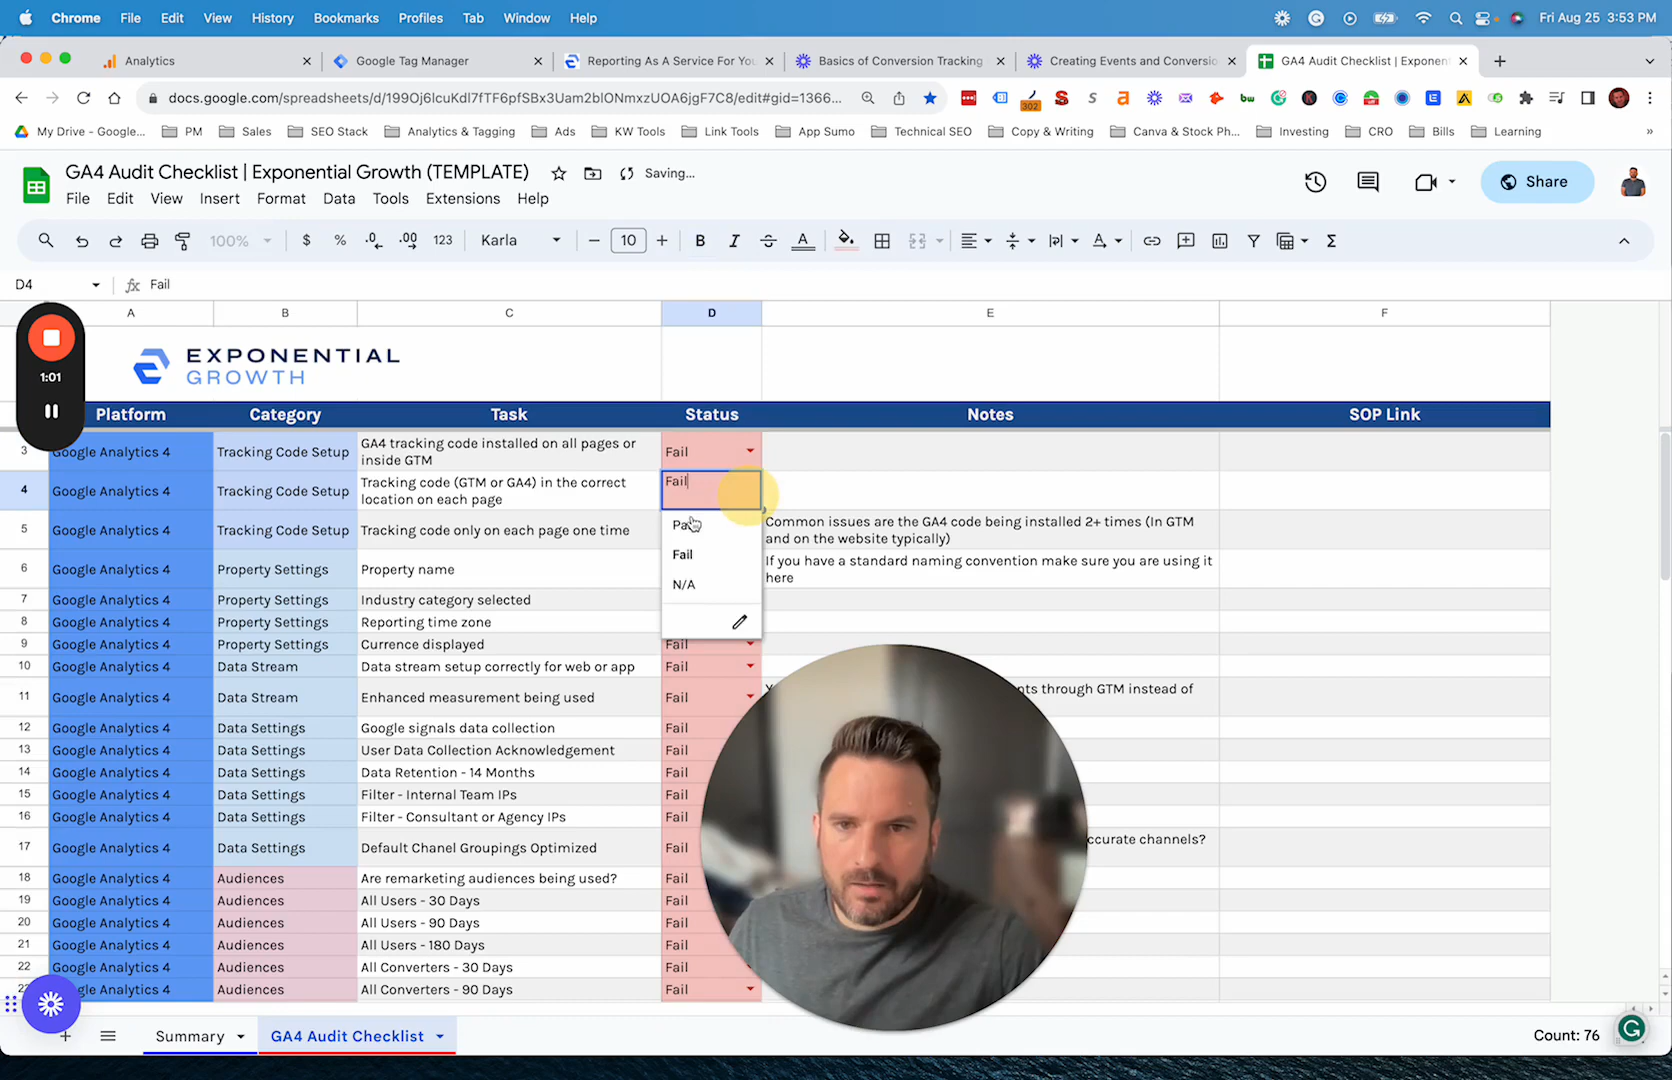 Chrome File Edit View History Bookmarks Profiles Tab Window Help Fri Aug 25 3:53 PM
Analytics Google Tag Manager Reporting As A Service For You Basics of Conversion Tracking Creating Events and Conversio GA4 Audit Checklist | Exponent
My Drive - Google... PM Sales SEO Stack Analytics & Tagging Ads KW Tools Link Tools App Sumo Technical SEO Copy & Writing Canva & Stock Ph... Investing CRO Bills Learning »
GA4 Audit Checklist | Exponential Growth (TEMPLATE) Saving...
File Edit View Insert Format Data Tools Extensions Help
Share
100% $ % .0 .00 123 Karla 10 B I S A
D4 fx Fail
A B C D E F
EXPONENTIAL
GROWTH
1:01
Platform Category Task Status Notes SOP Link
3 Google Analytics 4 Tracking Code Setup GA4 tracking code installed on all pages or
inside GTM Fail
4 Google Analytics 4 Tracking Code Setup Tracking code (GTM or GA4) in the correct
location on each page Fail
5 Google Analytics 4 Tracking Code Setup Tracking code only on each page one time Common issues are the GA4 code being installed 2+ times (In GTM
and on the website typically)
Fail
N/A
6 Google Analytics 4 Property Settings Property name If you have a standard naming convention make sure you are using it
here
7 Google Analytics 4 Property Settings Industry category selected
8 Google Analytics 4 Property Settings Reporting time zone
9 Google Analytics 4 Property Settings Currence displayed Fail
10 Google Analytics 4 Data Stream Data stream setup correctly for web or app Fail
11 Google Analytics 4 Data Stream Enhanced measurement being used Fail through GTM instead of
12 Google Analytics 4 Data Settings Google signals data collection Fail
13 Google Analytics 4 Data Settings User Data Collection Acknowledgement Fail
14 Google Analytics 4 Data Settings Data Retention - 14 Months Fail
15 Google Analytics 4 Data Settings Filter - Internal Team IPs Fail
16 Google Analytics 4 Data Settings Filter - Consultant or Agency IPs Fail
17 Google Analytics 4 Data Settings Default Chanel Groupings Optimized Fail channels?
18 Google Analytics 4 Audiences Are remarketing audiences being used? Fail
19 Google Analytics 4 Audiences All Users - 30 Days Fail
20 Google Analytics 4 Audiences All Users - 90 Days Fail
21 Google Analytics 4 Audiences All Users - 180 Days Fail
22 Google Analytics 4 Audiences All Converters - 30 Days Fail
Analytics 4 Audiences All Converters - 90 Days Fail
Summary GA4 Audit Checklist Count: 76